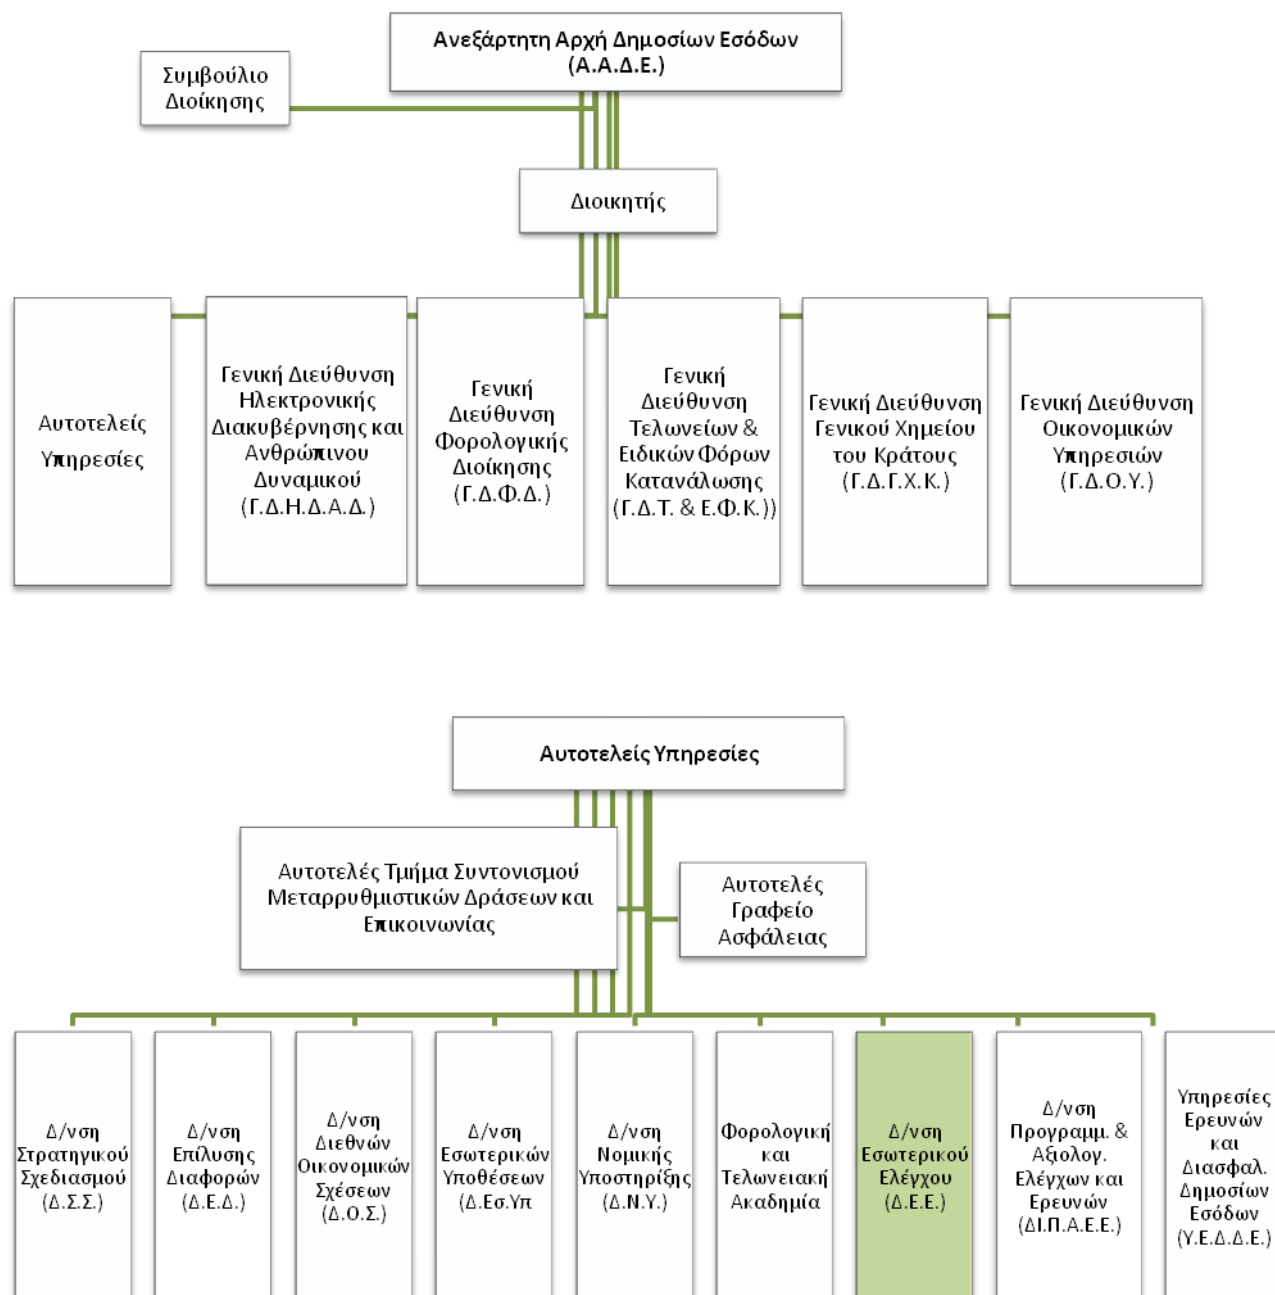 Ανεξάρτητη Αρχή Δημοσίων Εσόδων
(Α.Α.Δ.Ε.)
Συμβούλιο
Διοίκησης
Διοικητής
Αυτοτελείς
Υπηρεσίες
Γενική Διεύθυνση
Ηλεκτρονικής
Διακυβέρνησης και
Ανθρώπινου
Δυναμικού
(Γ.Δ.Η.Δ.Α.Δ.)
Γενική
Διεύθυνση
Φορολογικής
Διοίκησης
(Γ.Δ.Φ.Δ.)
Γενική
Διεύθυνση
Τελωνείων &
Ειδικών Φόρων
Κατανάλωσης
(Γ.Δ.Τ. & Ε.Φ.Κ.))
Γενική Διεύθυνση
Γενικού Χημείου
του Κράτους
(Γ.Δ.Γ.Χ.Κ.)
Γενική Διεύθυνση
Οικονομικών
Υπηρεσιών
(Γ.Δ.Ο.Υ.)
Αυτοτελείς Υπηρεσίες
Αυτοτελές Τμήμα Συντονισμού
Μεταρρυθμιστικών Δράσεων και
Επικοινωνίας
Αυτοτελές
Γραφείο
Ασφάλειας
Δ/νση
Στρατηγικού
Σχεδιασμού
(Δ.Σ.Σ.)
Δ/νση
Επίλυσης
Διαφορών
(Δ.Ε.Δ.)
Δ/νση
Διεθνών
Οικονομικών
Σχέσεων
(Δ.Ο.Σ.)
Δ/νση
Εσωτερικών
Υποθέσεων
(Δ.Εσ.Υπ
Δ/νση
Νομικής
Υποστηρίξης
(Δ.Ν.Υ.)
Φορολογική
και
Τελωνειακή
Ακαδημία
Δ/νση
Εσωτερικού
Ελέγχου
(Δ.Ε.Ε.)
Δ/νση
Προγραμμ. &
Αξιολογ.
Ελέγχων και
Ερευνών
(ΔΙ.Π.Α.Ε.Ε.)
Υπηρεσίες
Ερευνών
και
Διασφαλ.
Δημοσίων
Εσόδων
(Υ.Ε.Δ.Δ.Ε.)